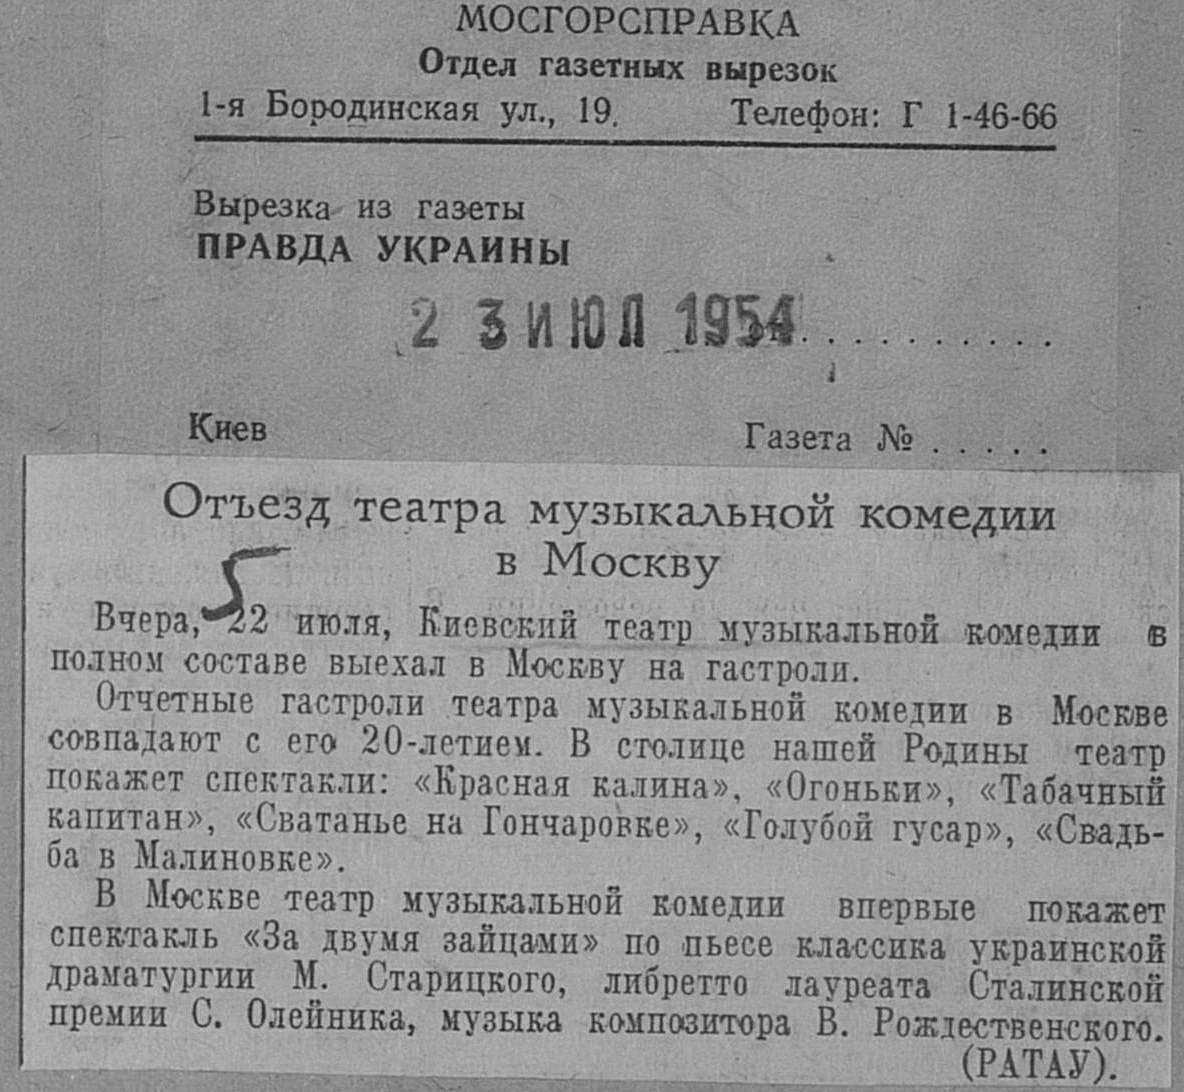 МОСГОРСПРАВКА
Отдел газетных вырезок
1-я Бородинская ул., 19. Телефон: Г 1-46-66
Вырезка из газеты
ПРАВДА УКРАИНЫ
2 3 ИЮЛ 1954 от . . . . . . . . . . .
Киев Газета № . . . . .
Отъезд театра музыкальной комедии
в Москву
5
Вчера, 22 июля, Киевский театр музыкальной комедии в
полном составе выехал в Москву на гастроли.
Отчетные гастроли театра музыкальной комедии в Москве
совпадают с его 20-летием. В столице нашей Родины театр
покажет спектакли: «Красная калина», «Огоньки», «Табачный
капитан», «Сватанье на Гончаровке», «Голубой гусар», «Свадь-
ба в Малиновке».
В Москве театр музыкальной комедии впервые покажет
спектакль «За двумя зайцами» по пьесе классика украинской
драматургии М. Старицкого, либретто лауреата Сталинской
премии С. Олейника, музыка композитора В. Рождественского.
(РАТАУ).